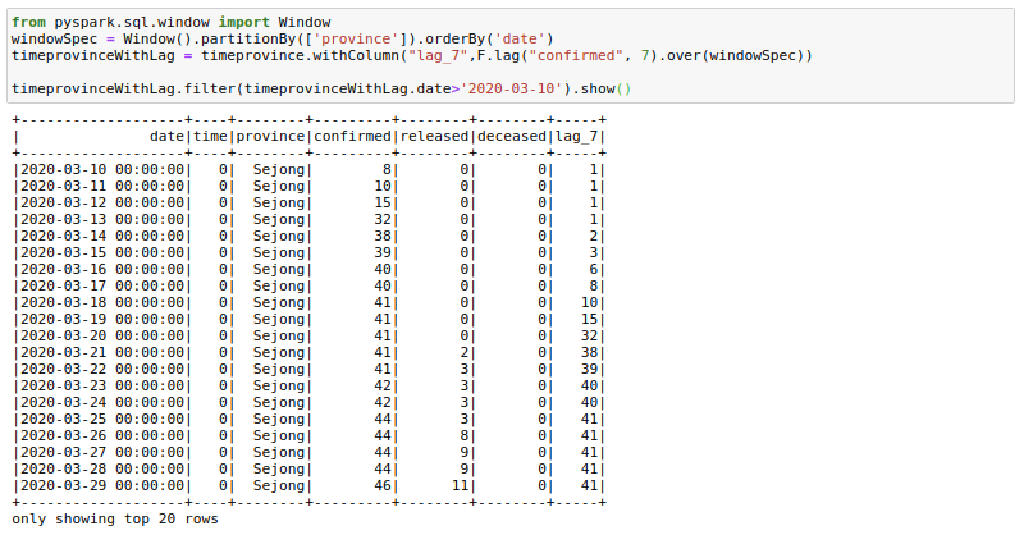 from pyspark.sql.window import Window
windowSpec = Window().partitionBy(['province']).orderBy('date')
timeprovinceWithLag = timeprovince.withColumn("lag_7",F.lag("confirmed", 7).over(windowSpec))
timeprovinceWithLag.filter(timeprovinceWithLag.date>'2020-03-10').show()
+-------------------+----+--------+---------+--------+--------+-----+
|               date|time|province|confirmed|released|deceased|lag_7|
+-------------------+----+--------+---------+--------+--------+-----+
|2020-03-10 00:00:00|   0|  Sejong|        8|       0|       0|    1|
|2020-03-11 00:00:00|   0|  Sejong|       10|       0|       0|    1|
|2020-03-12 00:00:00|   0|  Sejong|       15|       0|       0|    1|
|2020-03-13 00:00:00|   0|  Sejong|       32|       0|       0|    1|
|2020-03-14 00:00:00|   0|  Sejong|       38|       0|       0|    2|
|2020-03-15 00:00:00|   0|  Sejong|       39|       0|       0|    3|
|2020-03-16 00:00:00|   0|  Sejong|       40|       0|       0|    6|
|2020-03-17 00:00:00|   0|  Sejong|       40|       0|       0|    8|
|2020-03-18 00:00:00|   0|  Sejong|       41|       0|       0|   10|
|2020-03-19 00:00:00|   0|  Sejong|       41|       0|       0|   15|
|2020-03-20 00:00:00|   0|  Sejong|       41|       0|       0|   32|
|2020-03-21 00:00:00|   0|  Sejong|       41|       2|       0|   38|
|2020-03-22 00:00:00|   0|  Sejong|       41|       3|       0|   39|
|2020-03-23 00:00:00|   0|  Sejong|       42|       3|       0|   40|
|2020-03-24 00:00:00|   0|  Sejong|       42|       3|       0|   40|
|2020-03-25 00:00:00|   0|  Sejong|       44|       3|       0|   41|
|2020-03-26 00:00:00|   0|  Sejong|       44|       8|       0|   41|
|2020-03-27 00:00:00|   0|  Sejong|       44|       9|       0|   41|
|2020-03-28 00:00:00|   0|  Sejong|       44|       9|       0|   41|
|2020-03-29 00:00:00|   0|  Sejong|       46|      11|       0|   41|
+-------------------+----+--------+---------+--------+--------+-----+
only showing top 20 rows